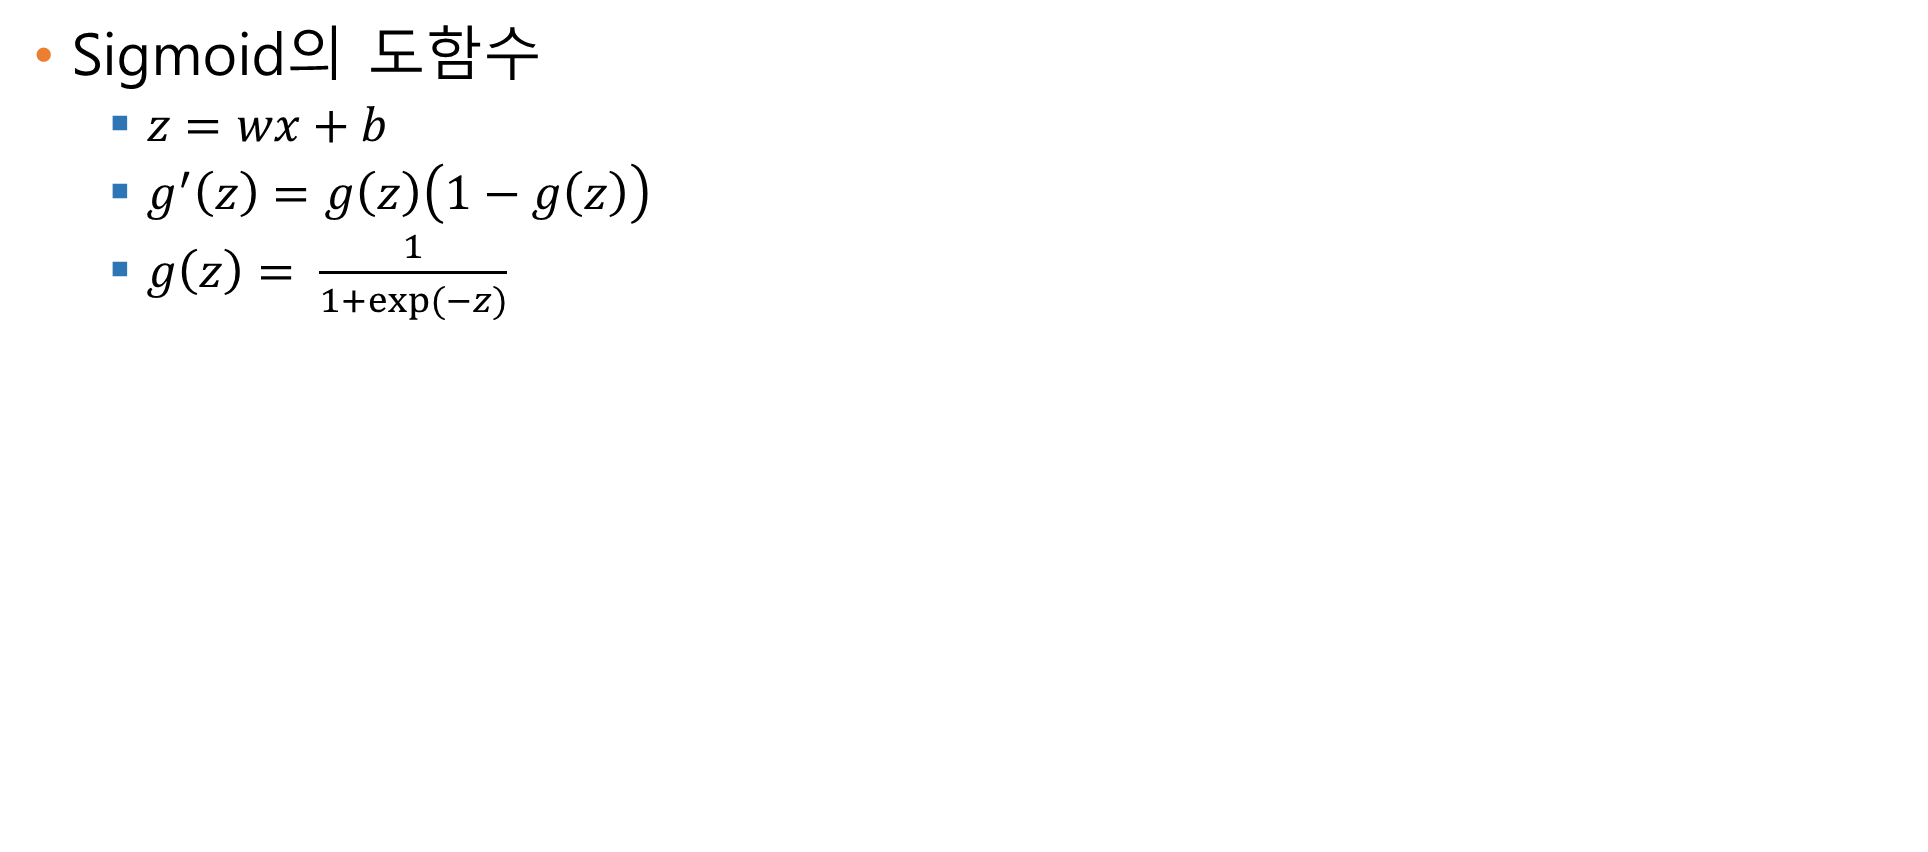 • Sigmoid의 도함수
▪ z = wx + b
▪ g′(z) = g(z)(1 − g(z))
▪ g(z) = 1/(1+exp(−z))